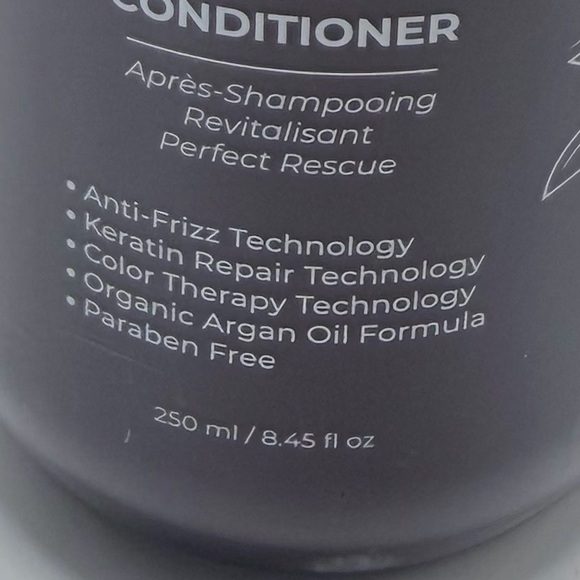 CONDITIONER
Après-Shampooing
Revitalisant
Perfect Rescue
• Anti-Frizz Technology
• Keratin Repair Technology
• Color Therapy Technology
• Organic Argan Oil Formula
• Paraben Free
250 ml / 8.45 fl oz